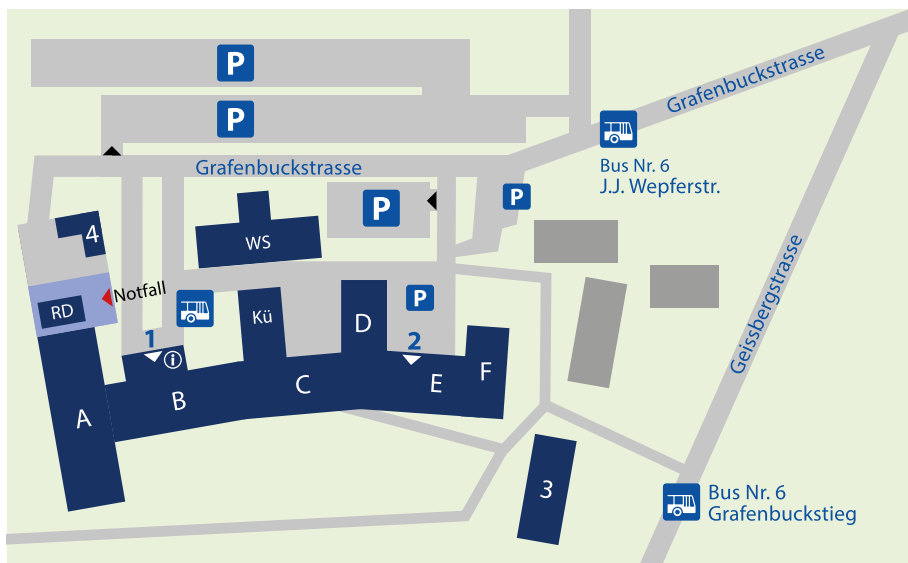 P
P
Grafenbuckstrasse
Bus Nr. 6
J.J. Wepferstr.
Grafenbuckstrasse
P
P
4
WS
Geissbergstrasse
Notfall
RD
P
Kü
D
1
i
2
F
E
C
B
A
3
Bus Nr. 6
Grafenbuckstieg